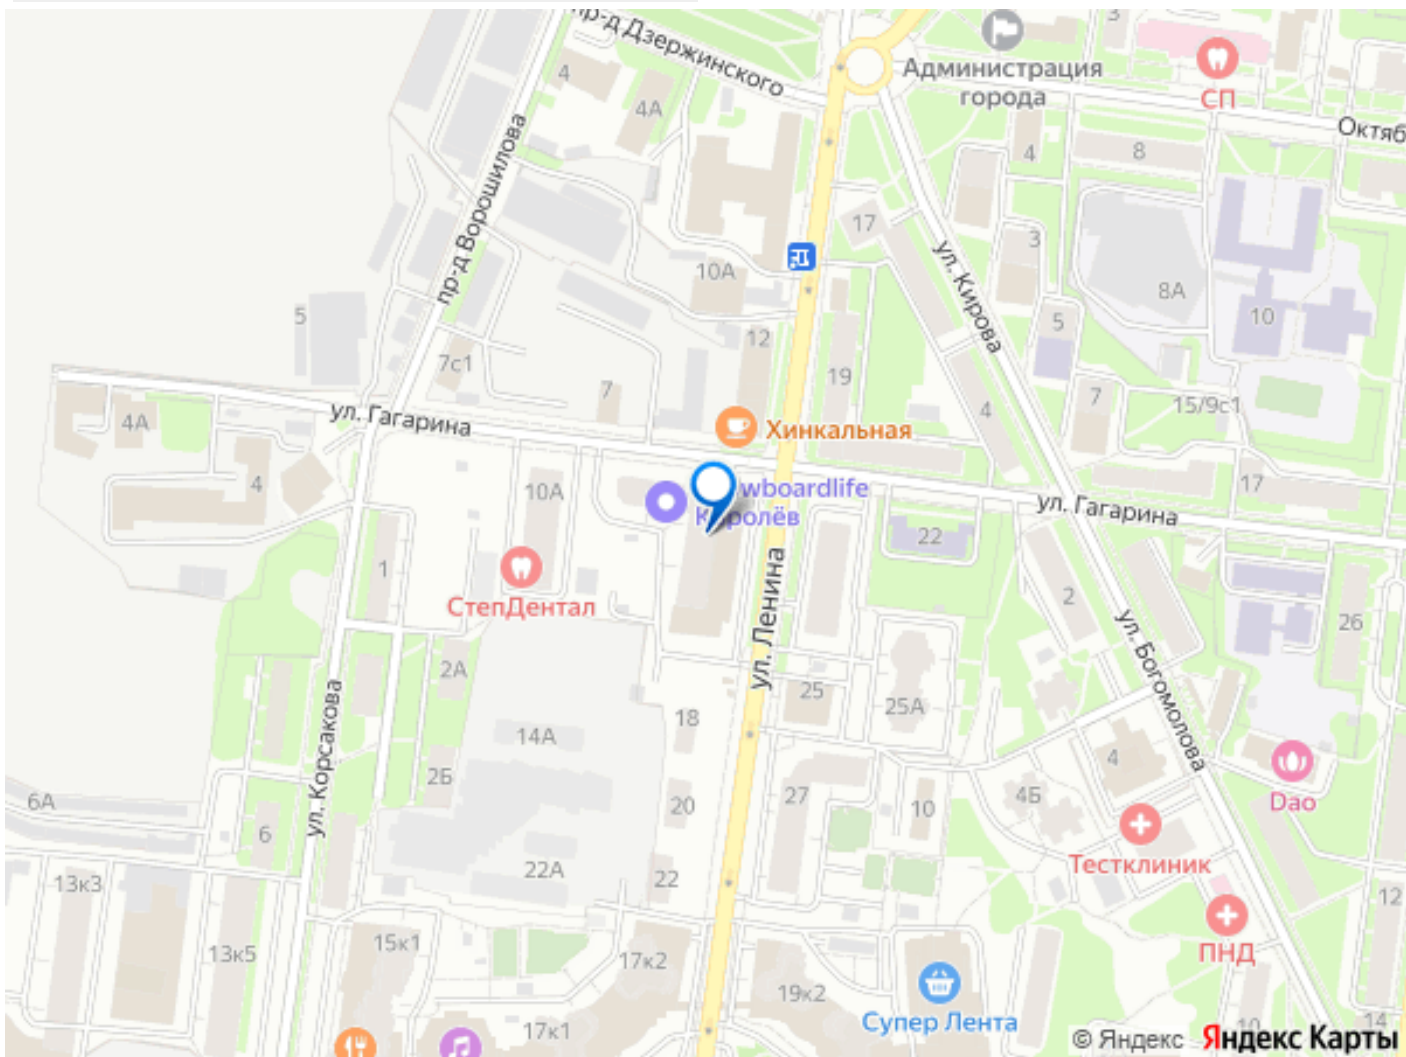 пр-д Дзержинского
4
4А
Администрация
города
3
СП
Октяб
4
8
пр-д Ворошилова
17
ул. Кирова
3
10А
8А
5
5
10
12
7с1
19
7
4
7
15/9с1
4А
ул. Гагарина
Хинкальная
4
10А
wboardlife
Королёв
17
ул. Гагарина
22
1
СтепДентал
ул. Ленина
2
ул. Богомолова
26
2А
25
25А
18
ул. Корсакова
14А
2Б
4
6А
20
27
10
4Б
Dao
6
Тестклиник
13к3
22А
22
12
13к5
15к1
17к2
ПНД
19к2
17к1
Супер Лента
10
14
© Яндекс Яндекс Карты